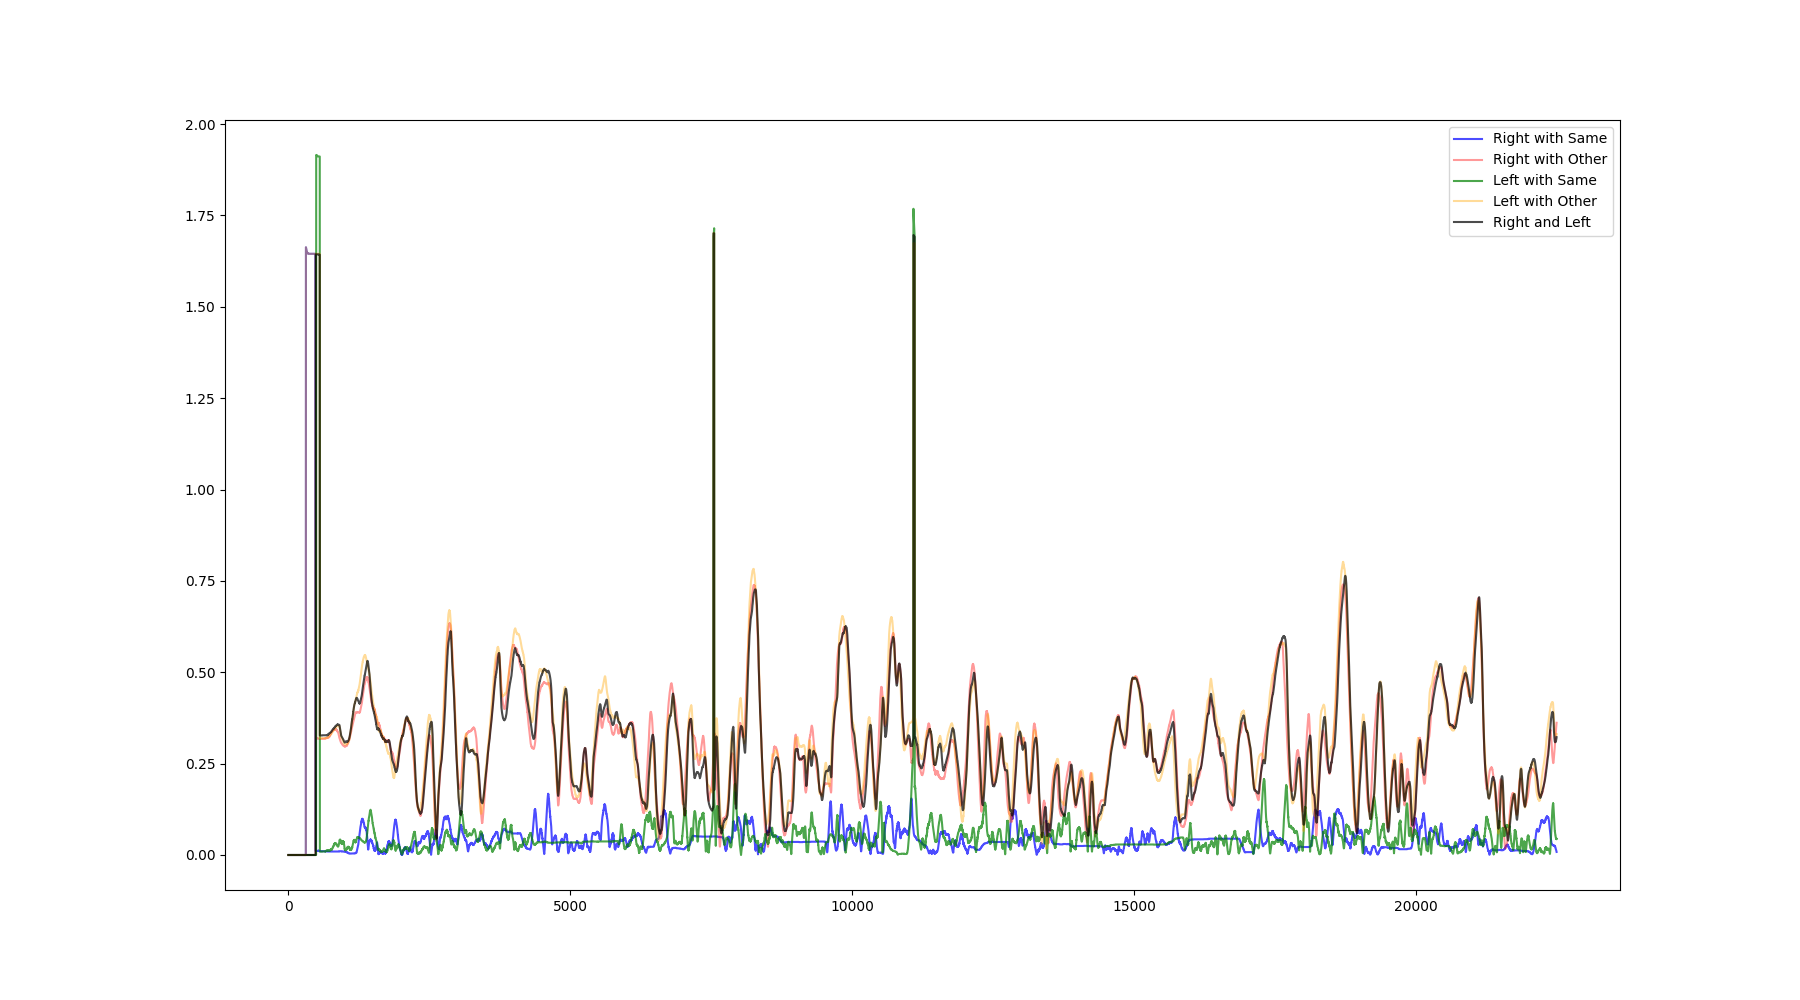 2.00
1.75
1.50
1.25
1.00
0.75
0.50
0.25
0.00
0 5000 10000 15000 20000
Right with Same
Right with Other
Left with Same
Left with Other
Right and Left